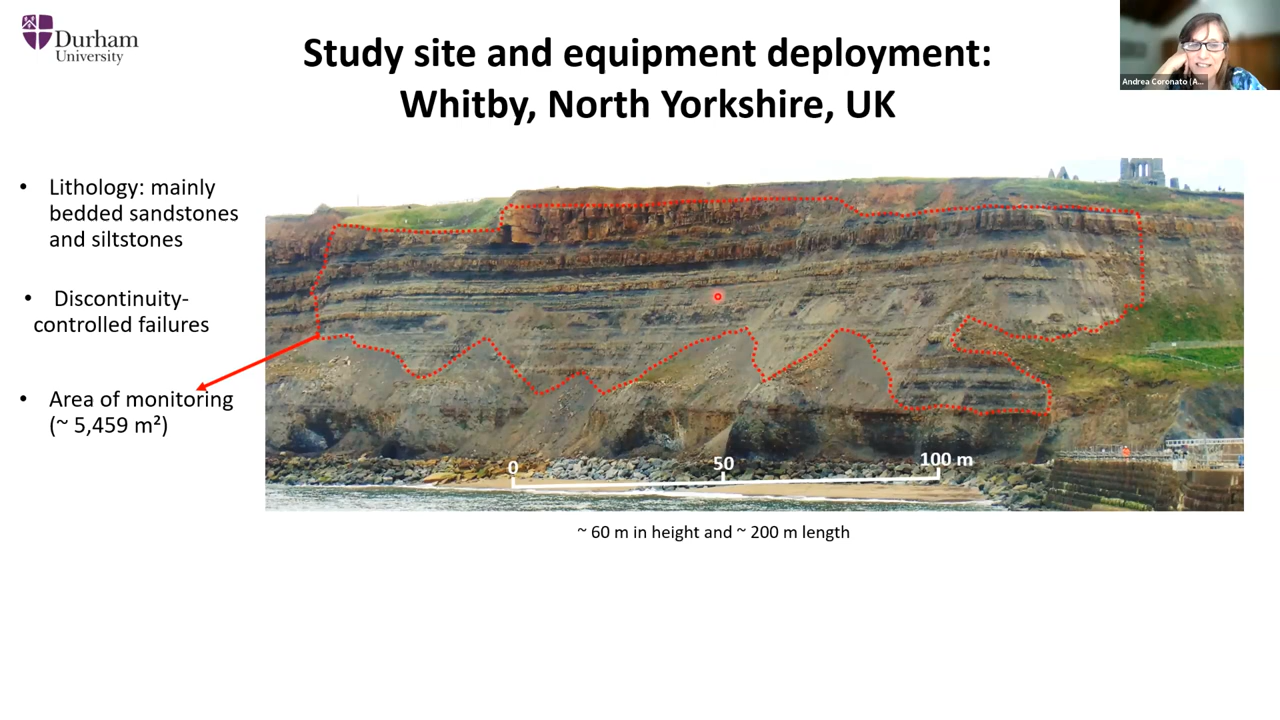 Durham
University
Study site and equipment deployment:
Whitby, North Yorkshire, UK
Andrea Coronato (A...
• Lithology: mainly
bedded sandstones
and siltstones
• Discontinuity-
controlled failures
• Area of monitoring
(~ 5,459 m²)
0 50 100 m
~ 60 m in height and ~ 200 m length